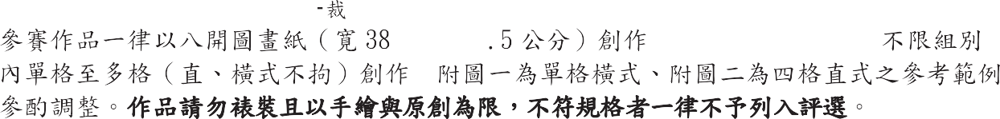 -裁
參賽作品一律以八開圖畫紙（寬 38 .5 公分）創作 不限組別
內單格至多格（直、橫式不拘）創作 附圖一為單格橫式、附圖二為四格直式之參考範例
參酌調整。作品請勿裱裝且以手繪與原創為限，不符規格者一律不予列入評選。